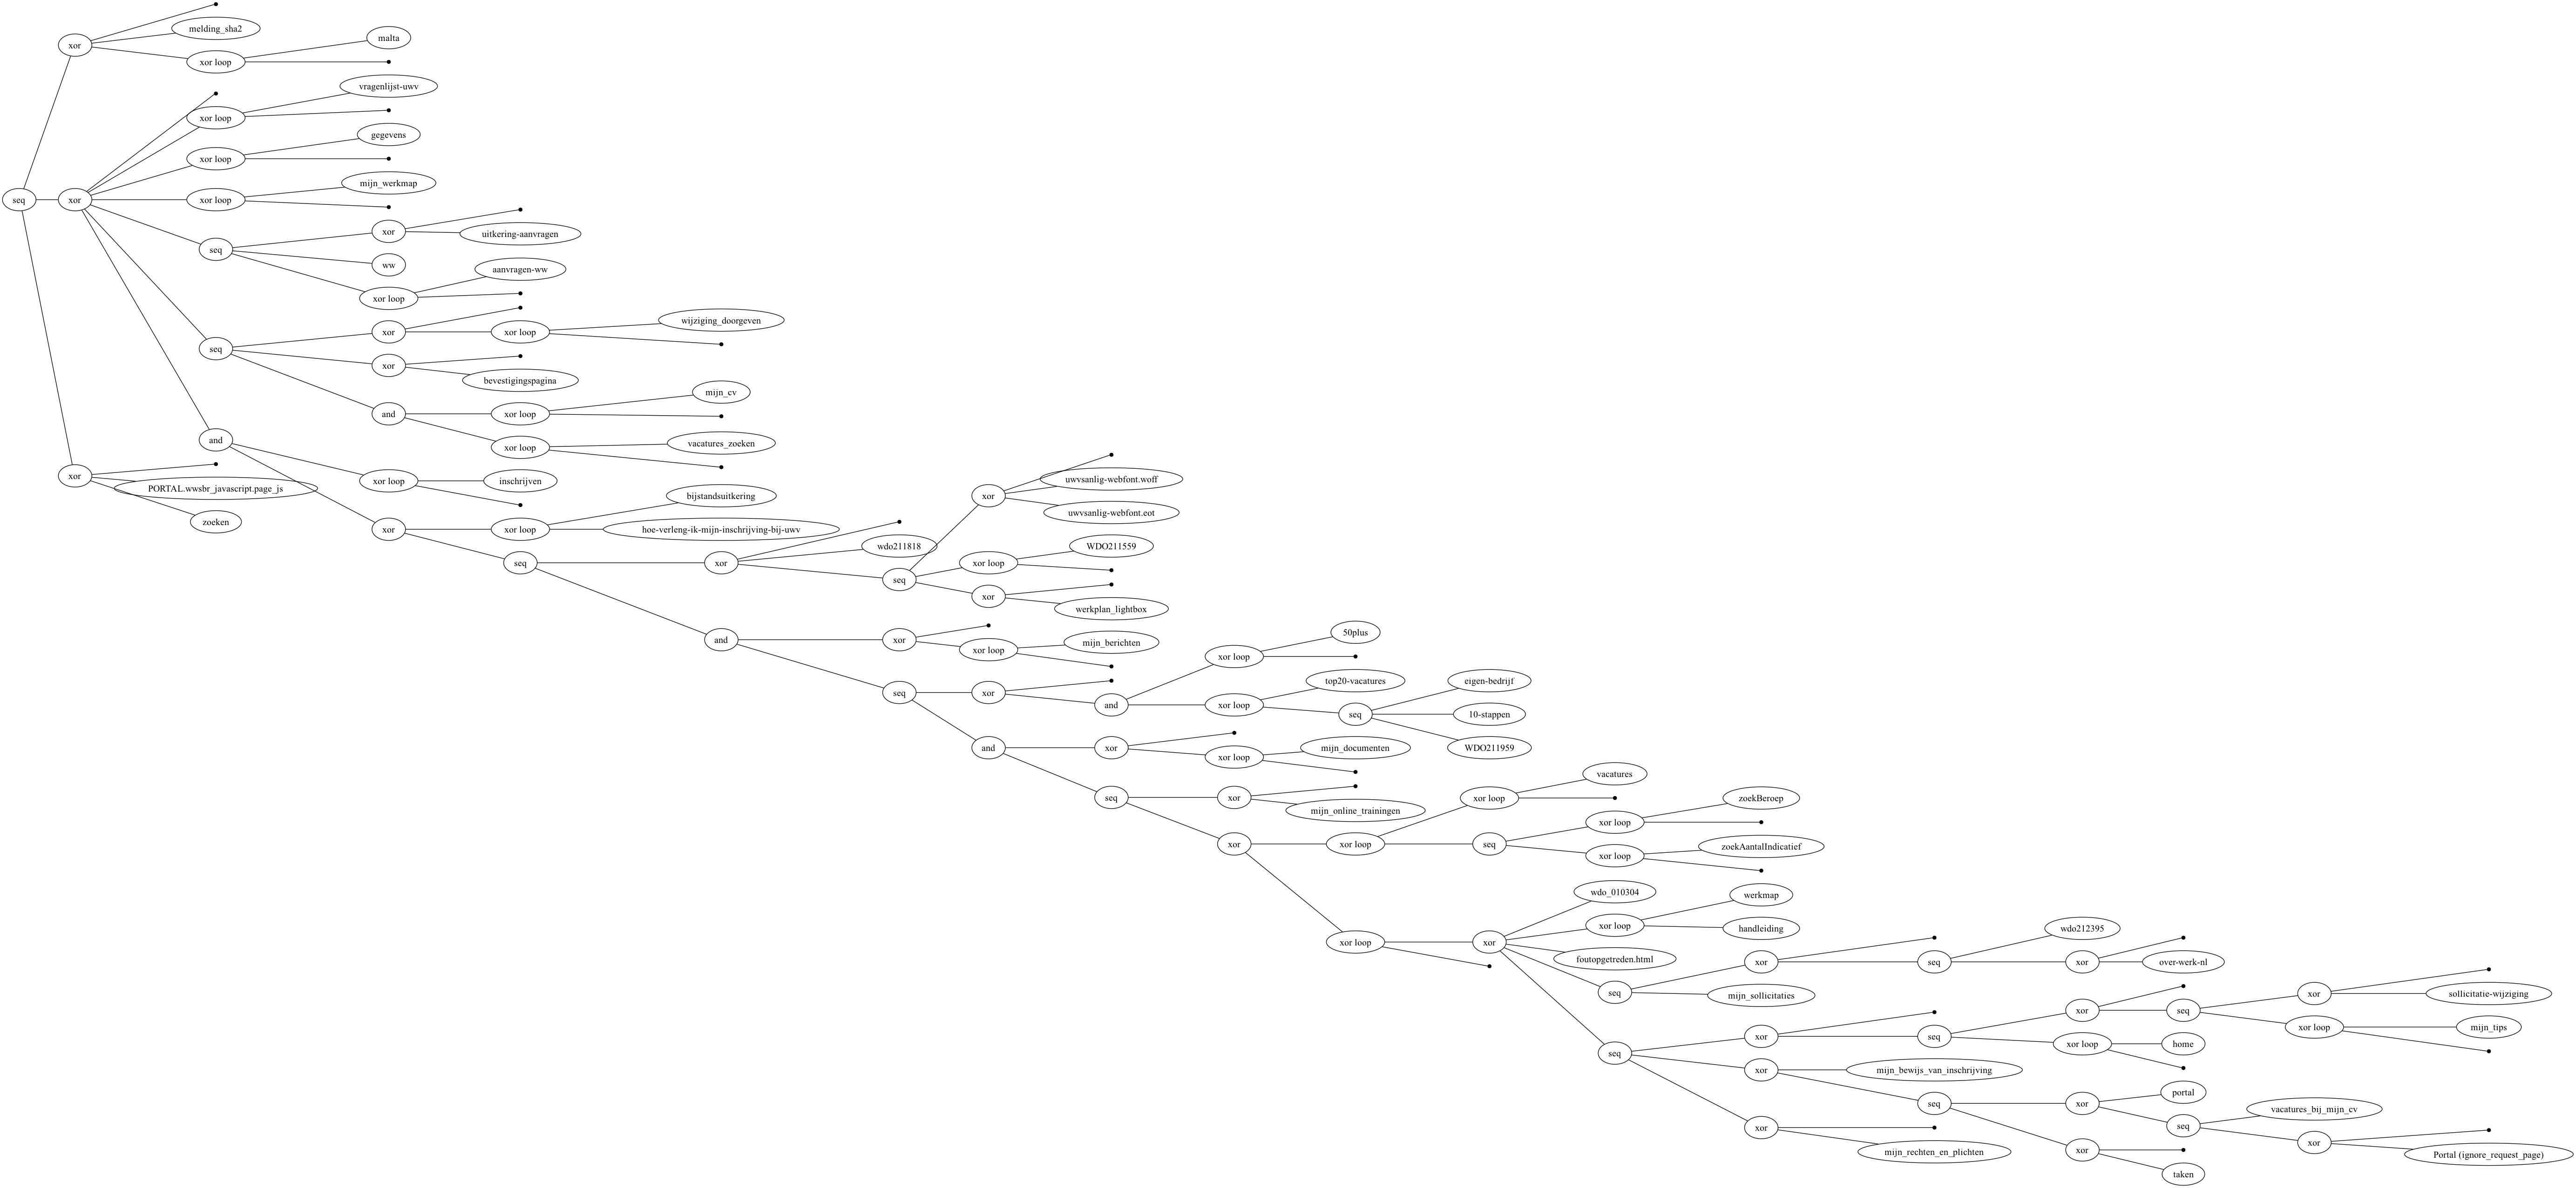 melding_sha2
malta
xor
xor loop
vragenlijst-uwv
xor loop
gegevens
xor loop
mijn_werkmap
seq
xor
xor loop
xor
uitkering-aanvragen
seq
ww
aanvragen-ww
xor loop
wijziging_doorgeven
xor
xor loop
seq
xor
bevestigingspagina
mijn_cv
and
xor loop
vacatures_zoeken
and
xor loop
xor
PORTAL.wwsbr_javascript.page_js
xor loop
inschrijven
uwvsanlig-webfont.woff
xor
bijstandsuitkering
uwvsanlig-webfont.eot
zoeken
xor
xor loop
hoe-verleng-ik-mijn-inschrijving-bij-uwv
wdo211818
WDO211559
seq
xor
xor loop
seq
xor
werkplan_lightbox
50plus
and
xor
mijn_berichten
xor loop
xor loop
top20-vacatures
eigen-bedrijf
seq
xor
and
xor loop
seq
10-stappen
WDO211959
and
xor
mijn_documenten
xor loop
vacatures
seq
xor
mijn_online_trainingen
xor loop
zoekBeroep
xor loop
xor
xor loop
seq
zoekAantalIndicatief
xor loop
wdo_010304
werkmap
xor loop
handleiding
wdo212395
xor loop
xor
foutopgetreden.html
xor
seq
xor
over-werk-nl
seq
mijn_sollicitaties
xor
sollicitatie-wijziging
xor
seq
xor loop
mijn_tips
xor
seq
xor loop
home
seq
xor
mijn_bewijs_van_inschrijving
portal
seq
xor
vacatures_bij_mijn_cv
xor
seq
xor
mijn_rechten_en_plichten
xor
Portal (ignore_request_page)
taken